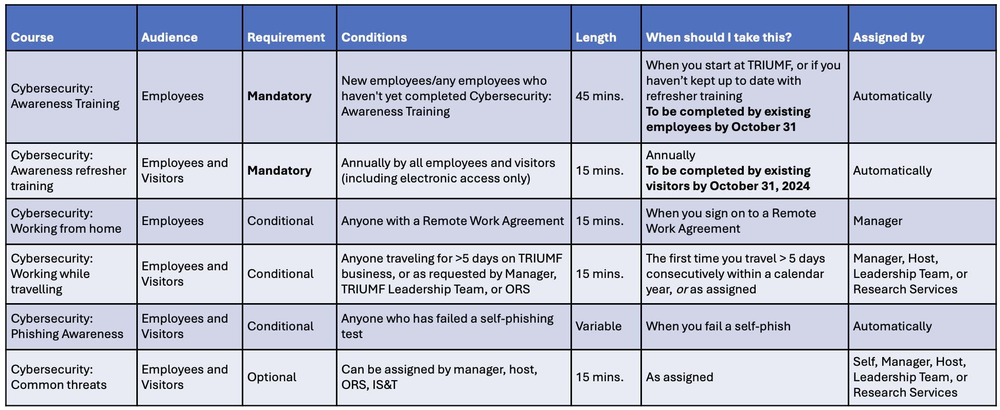 Course Audience Requirement Conditions Length When should I take this? Assigned by
Cybersecurity:
Awareness Training
Employees
Mandatory
New employees/any employees who
haven't yet completed Cybersecurity:
Awareness Training
45 mins.
When you start at TRIUMF, or if you
haven’t kept up to date with
refresher training
To be completed by existing
employees by October 31
Automatically
Cybersecurity:
Awareness refresher
training
Employees and
Visitors
Mandatory
Annually by all employees and visitors
(including electronic access only)
15 mins.
Annually
To be completed by existing
visitors by October 31, 2024
Automatically
Cybersecurity:
Working from home
Employees
Conditional
Anyone with a Remote Work Agreement
15 mins.
When you sign on to a Remote
Work Agreement
Manager
Cybersecurity:
Working while
travelling
Employees and
Visitors
Conditional
Anyone traveling for >5 days on TRIUMF
business, or as requested by Manager,
TRIUMF Leadership Team, or ORS
15 mins.
The first time you travel > 5 days
consecutively within a calendar
year, or as assigned
Manager, Host,
Leadership Team, or
Research Services
Cybersecurity:
Phishing Awareness
Employees and
Visitors
Conditional
Anyone who has failed a self-phishing
test
Variable
When you fail a self-phish
Automatically
Cybersecurity:
Common threats
Employees and
Visitors
Optional
Can be assigned by manager, host,
ORS, IS&T
15 mins.
As assigned
Self, Manager, Host,
Leadership Team, or
Research Services